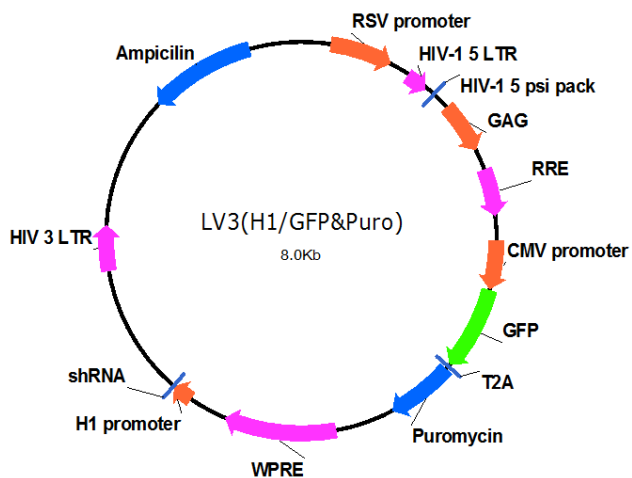 RSV promoter
Ampicilin
HIV-1 5 LTR
HIV-1 5 psi pack
GAG
RRE
LV3(H1/GFP&Puro)
8.0Kb
HIV 3 LTR
CMV promoter
GFP
shRNA
T2A
H1 promoter
Puromycin
WPRE